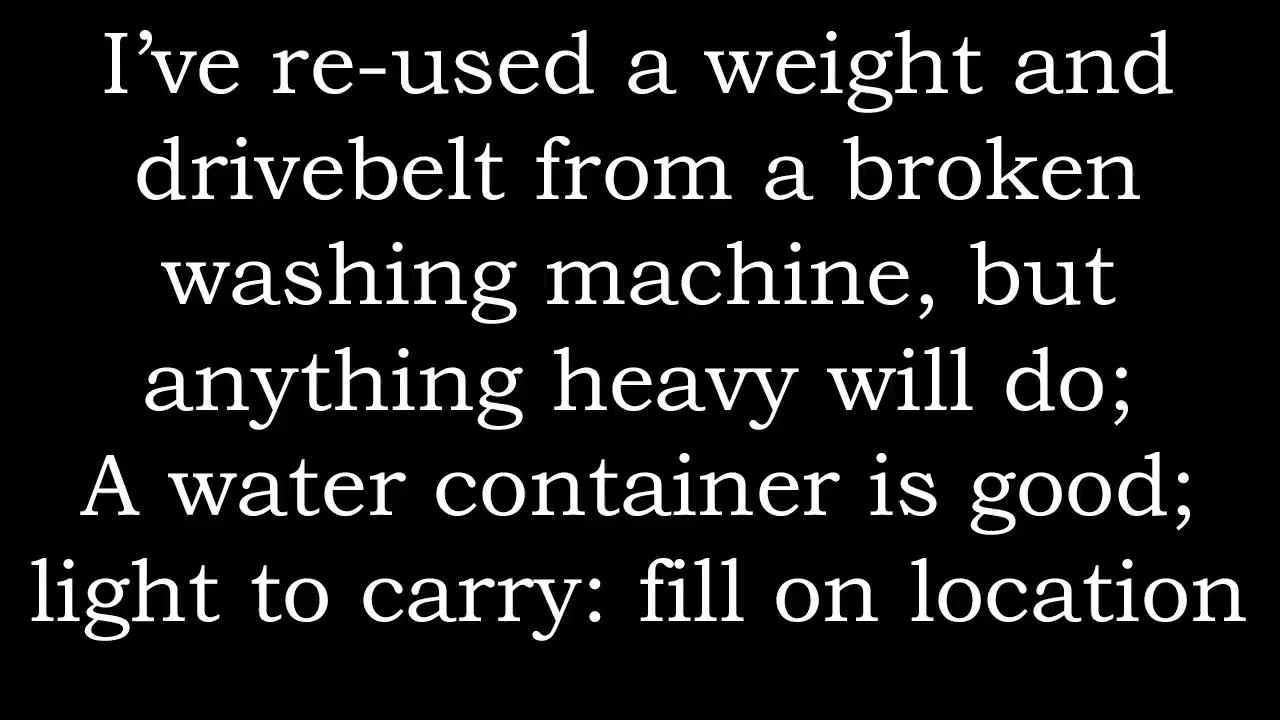 I’ve re-used a weight and
drivebelt from a broken
washing machine, but
anything heavy will do;
A water container is good;
light to carry: fill on location